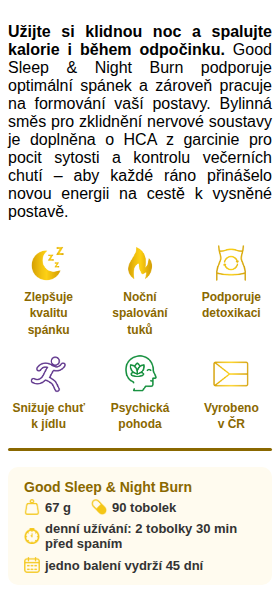 Užijte si klidnou noc a spalujte
kalorie i během odpočinku. Good
Sleep & Night Burn podporuje
optimální spánek a zároveň pracuje
na formování vaší postavy. Bylinná
směs pro zklidnění nervové soustavy
je doplněna o HCA z garcinie pro
pocit sytosti a kontrolu večerních
chutí – aby každé ráno přinášelo
novou energii na cestě k vysněné
postavě.
Zlepšuje
kvalitu
spánku
Noční
spalování
tuků
Podporuje
detoxikaci
Snižuje chuť
k jídlu
Psychická
pohoda
Vyrobeno
v ČR
Good Sleep & Night Burn
67 g
90 tobolek
denní užívání: 2 tobolky 30 min
před spaním
jedno balení vydrží 45 dní